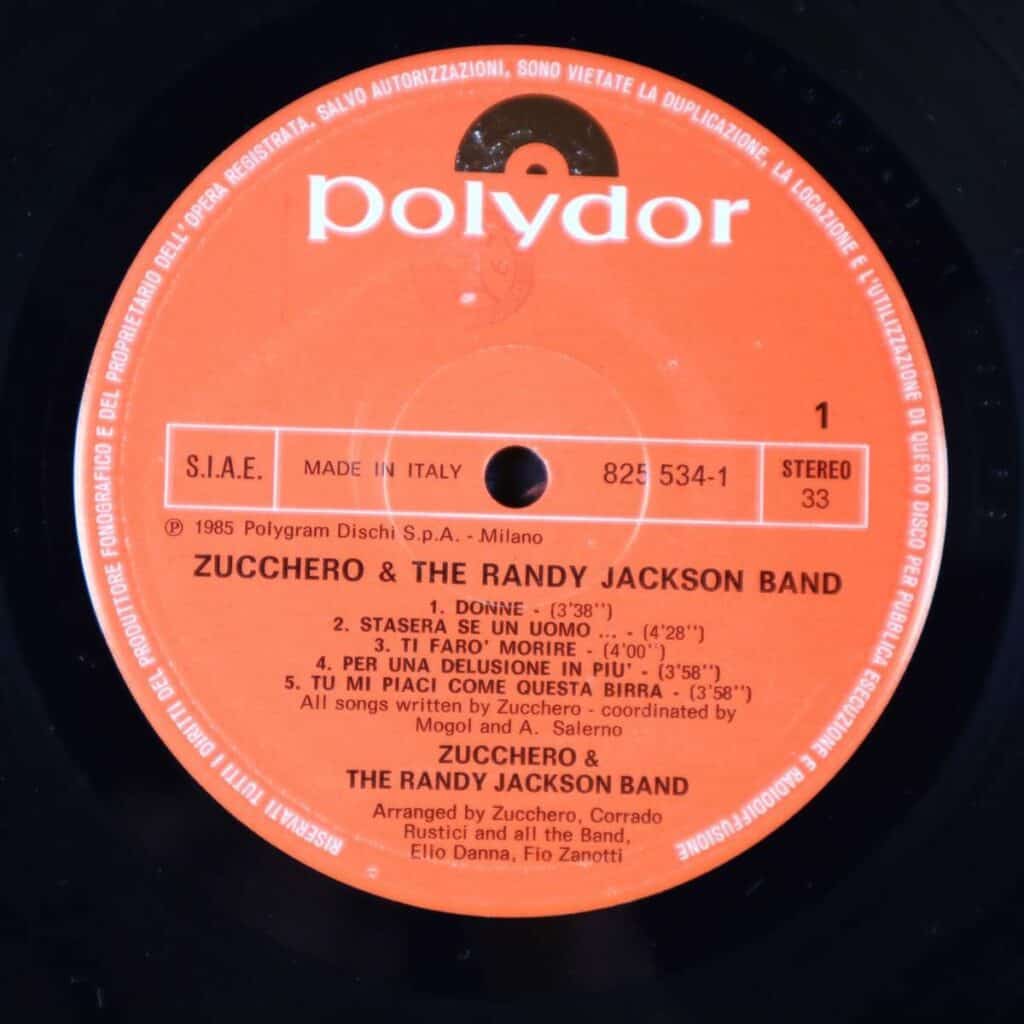 RISERVATI TUTTI I DIRITTI DEL PRODUTTORE FONOGRAFICO E DEL PROPRIETARIO DELL'OPERA REGISTRATA. SALVO AUTORIZZAZIONI, SONO VIETATE LA DUPLICAZIONE, LA LOCAZIONE E L'UTILIZZAZIONE DI QUESTO DISCO PER PUBBLICA ESECUZIONE E RADIODIFFUSIONE
polydor
1
S.I.A.E. MADE IN ITALY 825 534-1 STEREO
33
℗ 1985 Polygram Dischi S.p.A. - Milano
ZUCCHERO & THE RANDY JACKSON BAND
1. DONNE - (3'38'')
2. STASERA SE UN UOMO ... - (4'28'')
3. TI FARO' MORIRE - (4'00'')
4. PER UNA DELUSIONE IN PIU' - (3'58'')
5. TU MI PIACI COME QUESTA BIRRA - (3'58'')
All songs written by Zucchero - coordinated by
Mogol and A. Salerno
ZUCCHERO &
THE RANDY JACKSON BAND
Arranged by Zucchero, Corrado
Rustici and all the Band,
Elio Danna, Fio Zanotti